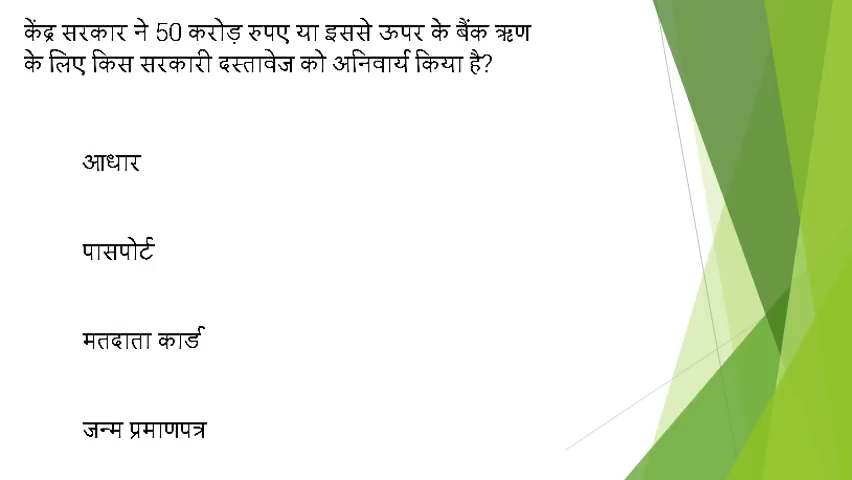 केंद्र सरकार ने 50 करोड़ रुपए या इससे ऊपर के बैंक ऋण
के लिए किस सरकारी दस्तावेज को अनिवार्य किया है?
आधार
पासपोर्ट
मतदाता कार्ड
जन्म प्रमाणपत्र